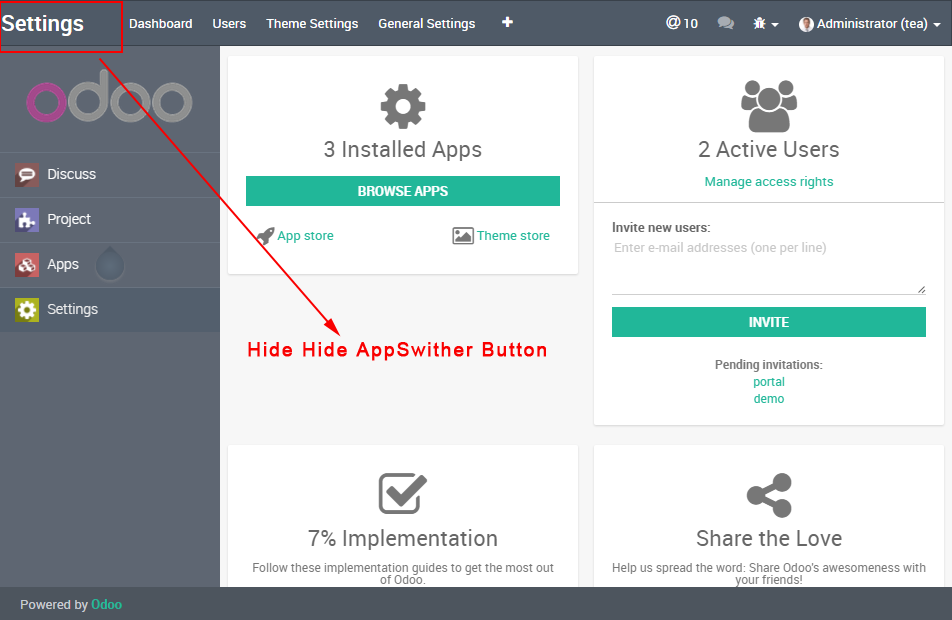 Settings Dashboard Users Theme Settings General Settings + @ 10 Administrator (tea)
odoo
Discuss
Project
Apps
Settings
3 Installed Apps
BROWSE APPS
App store Theme store
2 Active Users
Manage access rights
Invite new users:
Enter e-mail addresses (one per line)
INVITE
Pending invitations:
portal
demo
Hide Hide AppSwither Button
7% Implementation
Follow these implementation guides to get the most out
of Odoo.
Share the Love
Help us spread the word: Share Odoo's awesomeness with
your friends!
Powered by Odoo